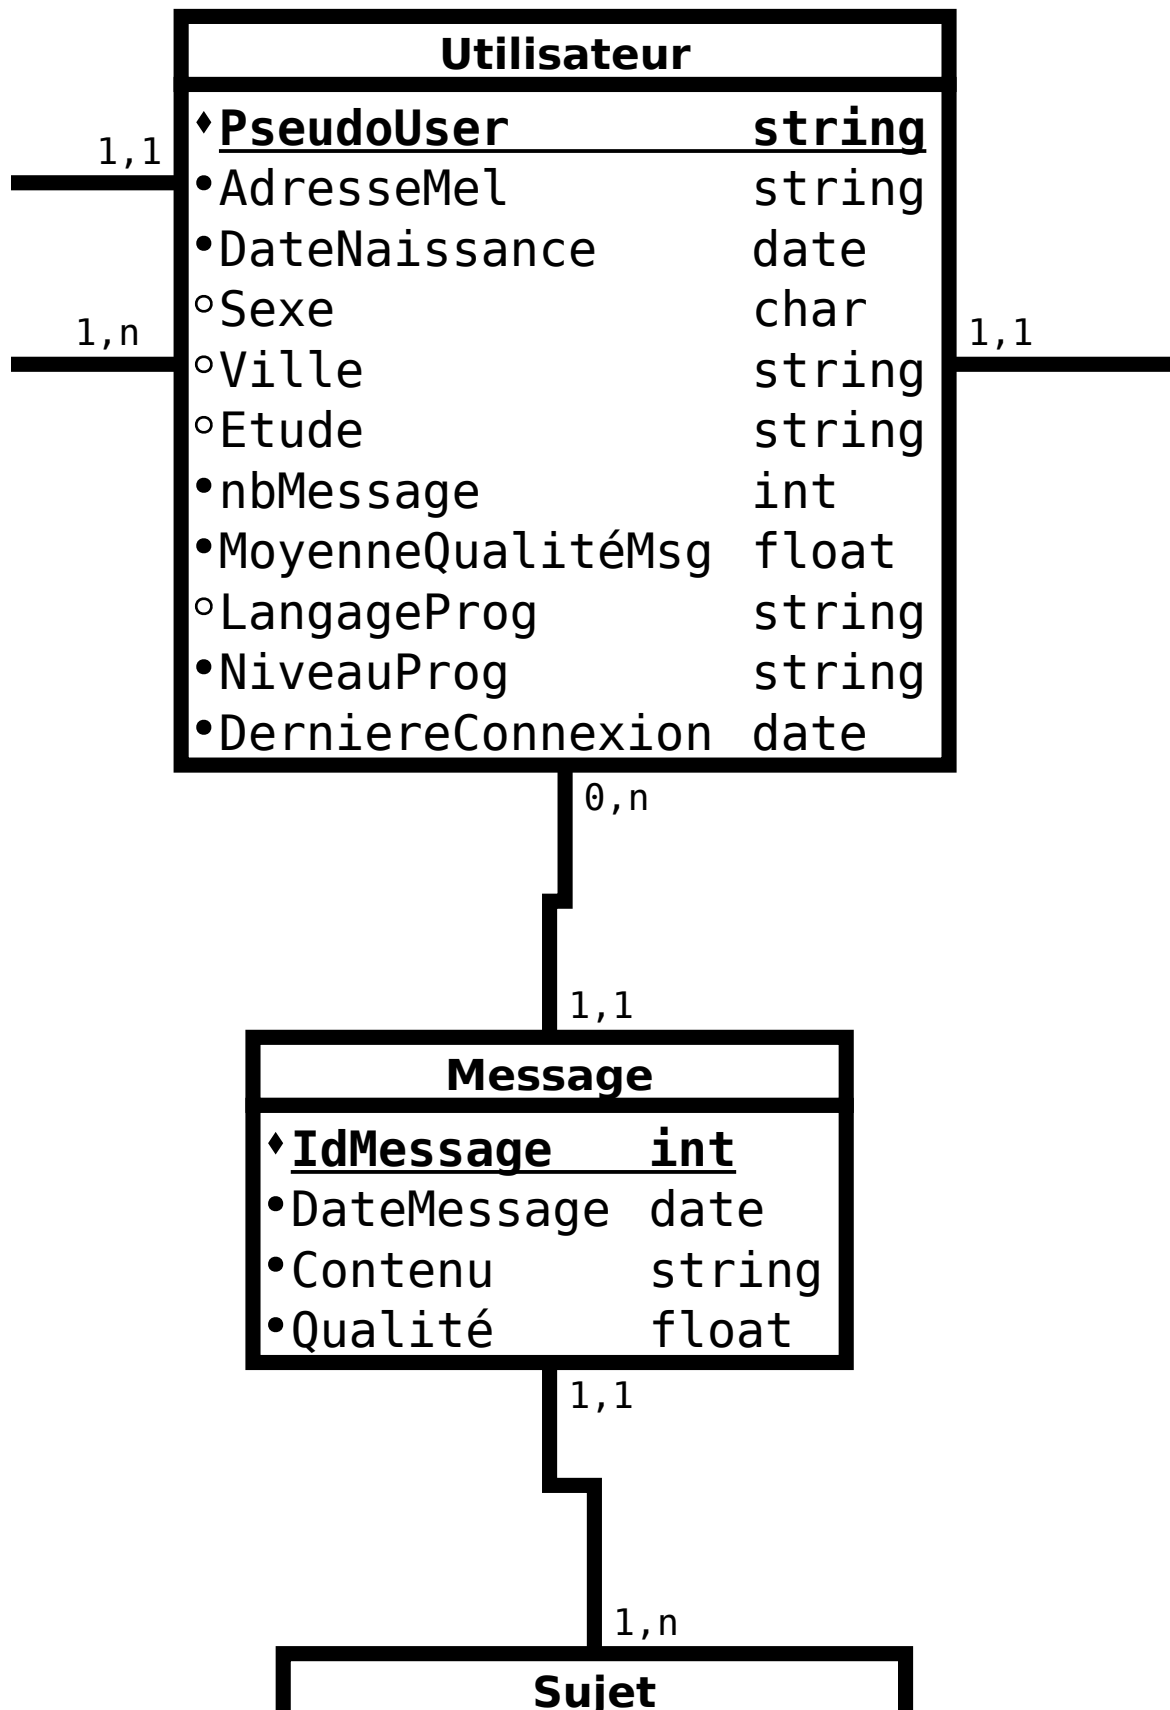 Utilisateur
♦PseudoUser string
1,1
•AdresseMel string
•DateNaissance date
○Sexe char
1,n
1,1
○Ville string
○Etude string
•nbMessage int
•MoyenneQualitéMsg float
○LangageProg string
•NiveauProg string
•DerniereConnexion date
0,n
1,1
Message
♦IdMessage int
•DateMessage date
•Contenu string
•Qualité float
1,1
1,n
Sujet